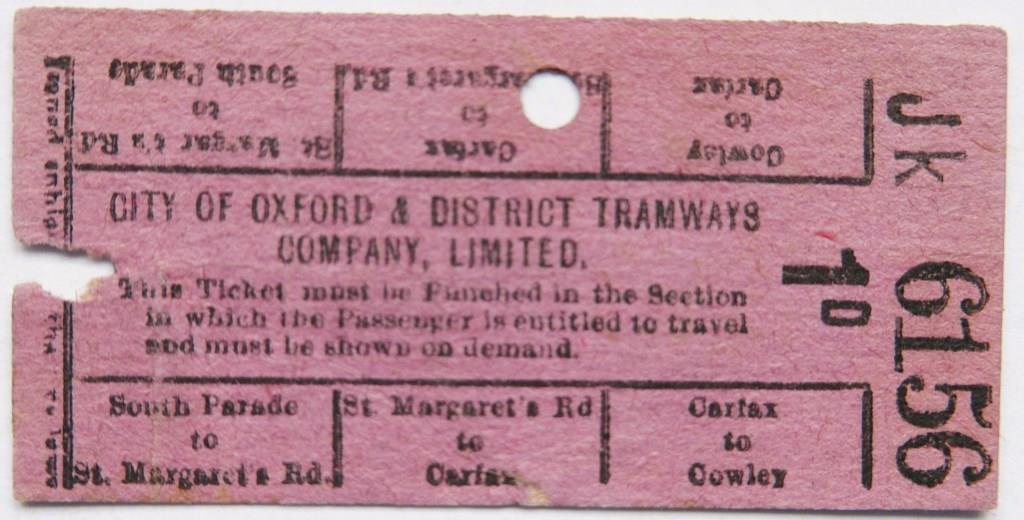 South Parade
to
St. Margaret's Rd
Carfax
to
St. Margaret's Rd
Cowley
to
Carfax
CITY OF OXFORD & DISTRICT TRAMWAYS
COMPANY, LIMITED.
This Ticket must be Punched in the Section
in which the Passenger is entitled to travel
and must be shown on demand.
South Parade
to
St. Margaret's Rd.
St. Margaret's Rd
to
Carfax
Carfax
to
Cowley
1D
Jk 6156